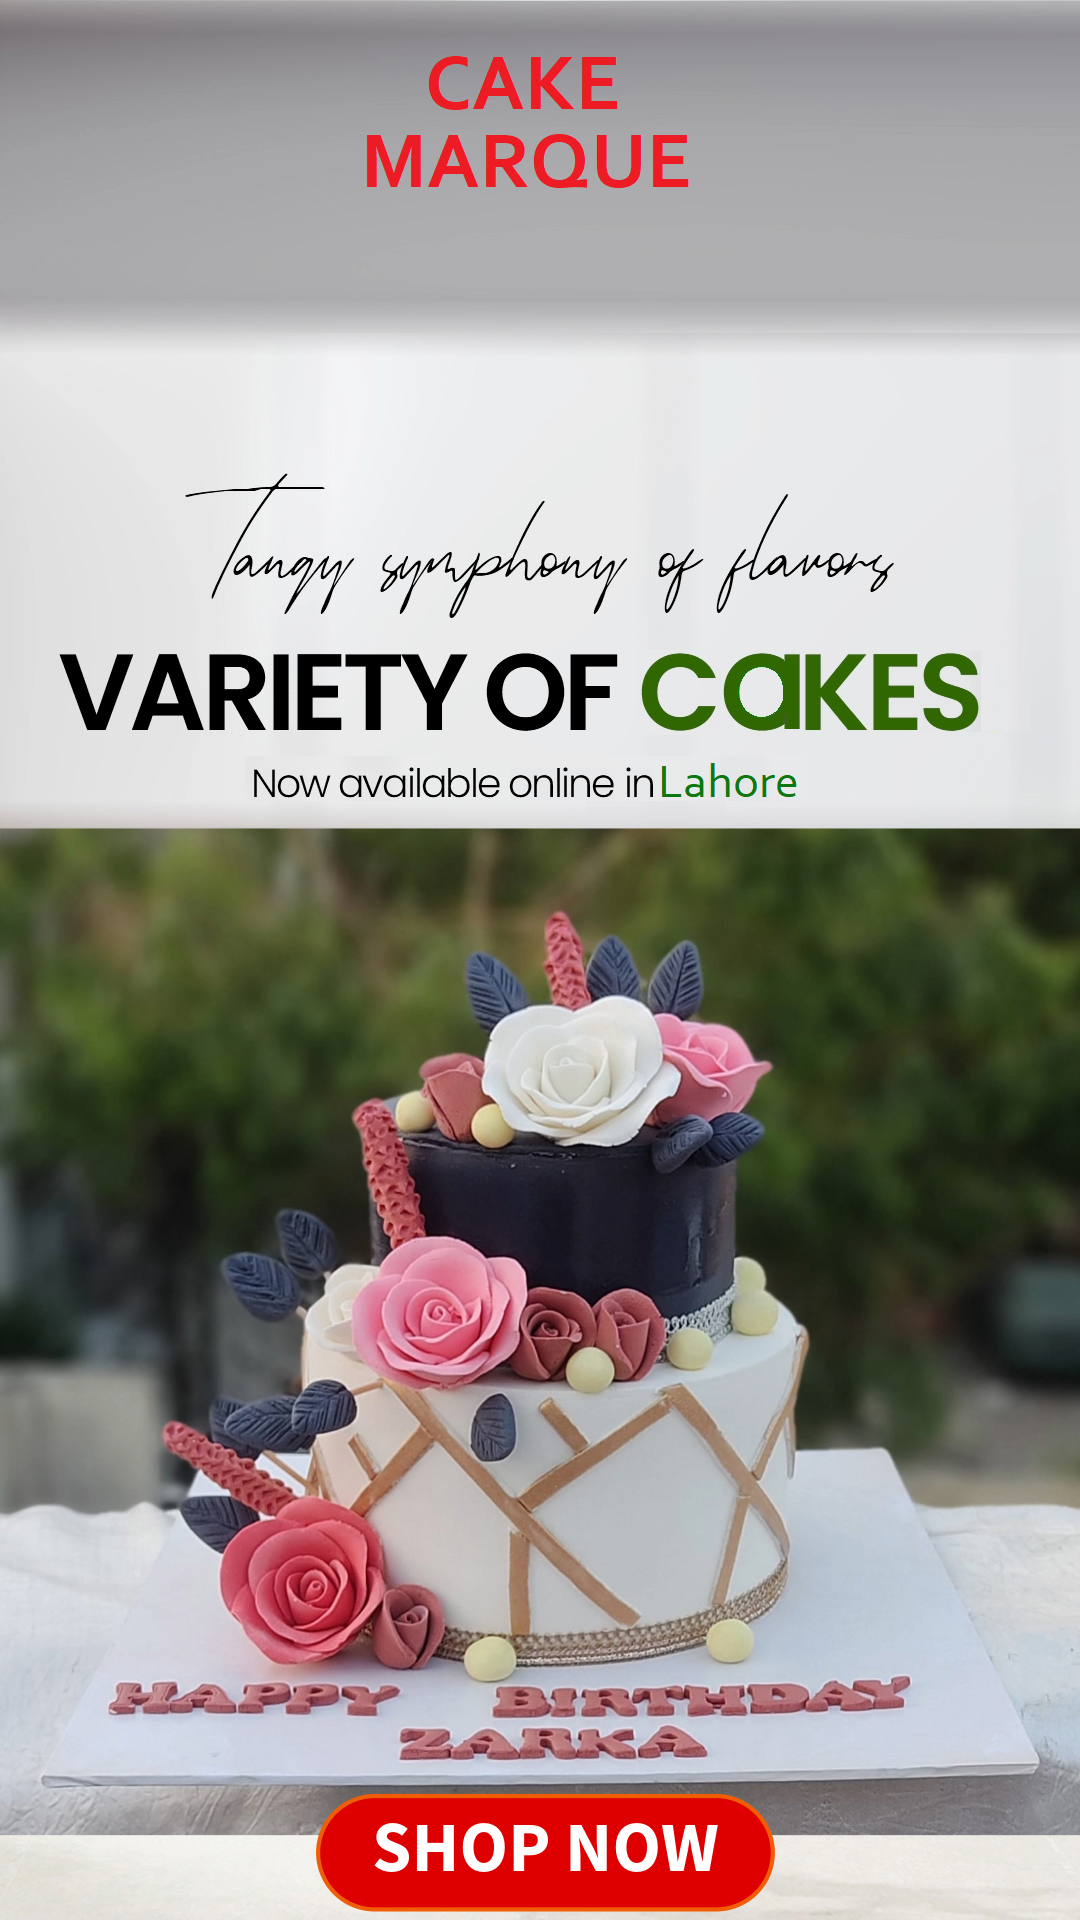 CAKE
MARQUE
Tangy symphony of flavors
VARIETY OF CaKES
Now available online in Lahore
HAPPY BIRTHDAY
ZARKA
SHOP NOW